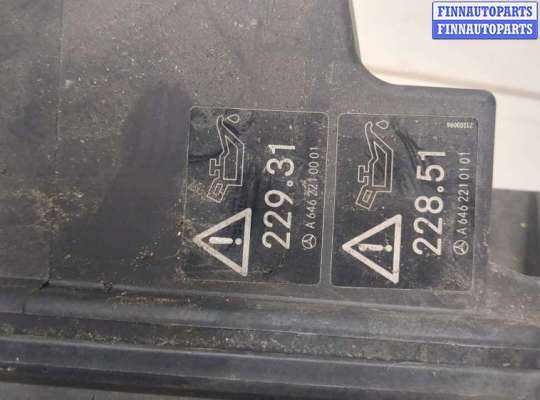 FINNAUTOPARTS
FINNAUTOPARTS
229.31
A 646 221 00 01
228.51
A 646 221 01 01